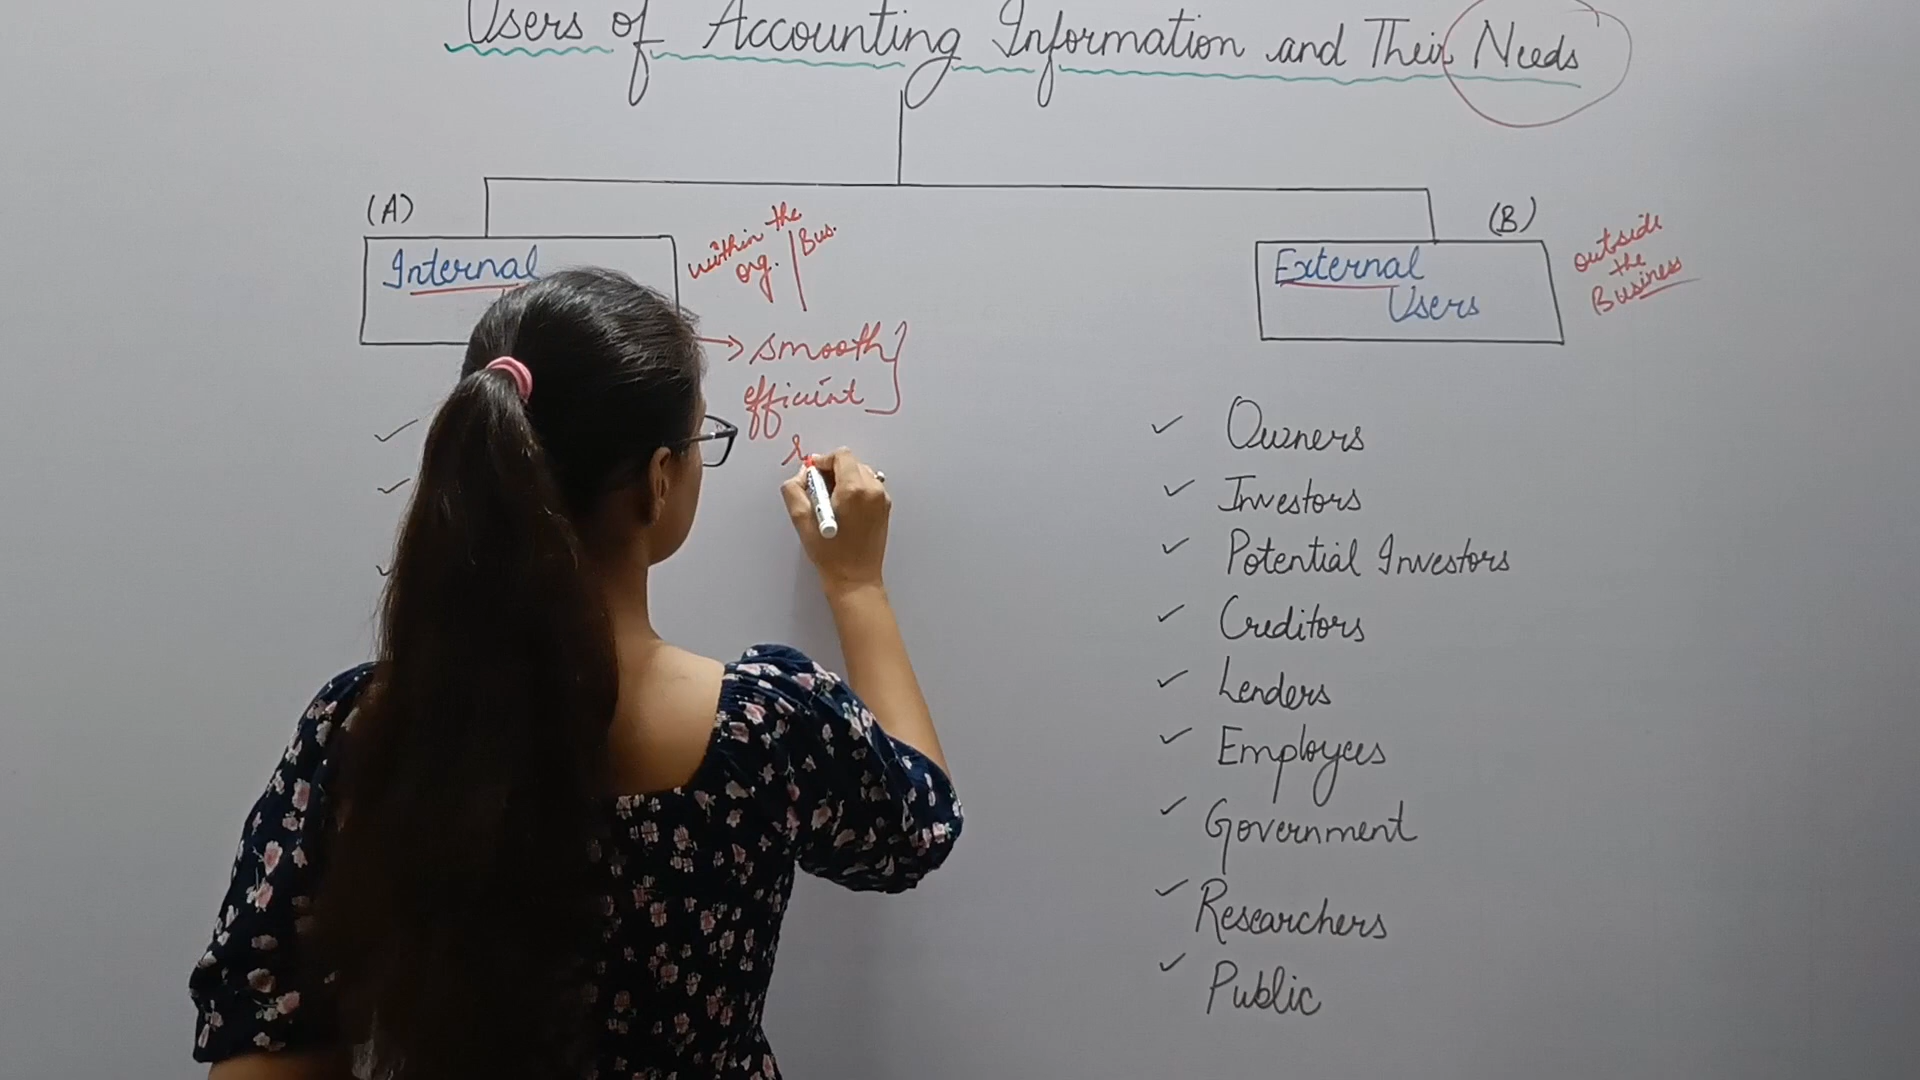 Users of Accounting Information and Their Needs
(A)
Internal
within the
org. | Bus.
smooth
efficient
(B)
External
Users
outside
the
Business
Owners
Investors
Potential Investors
Creditors
Lenders
Employees
Government
Researchers
Public